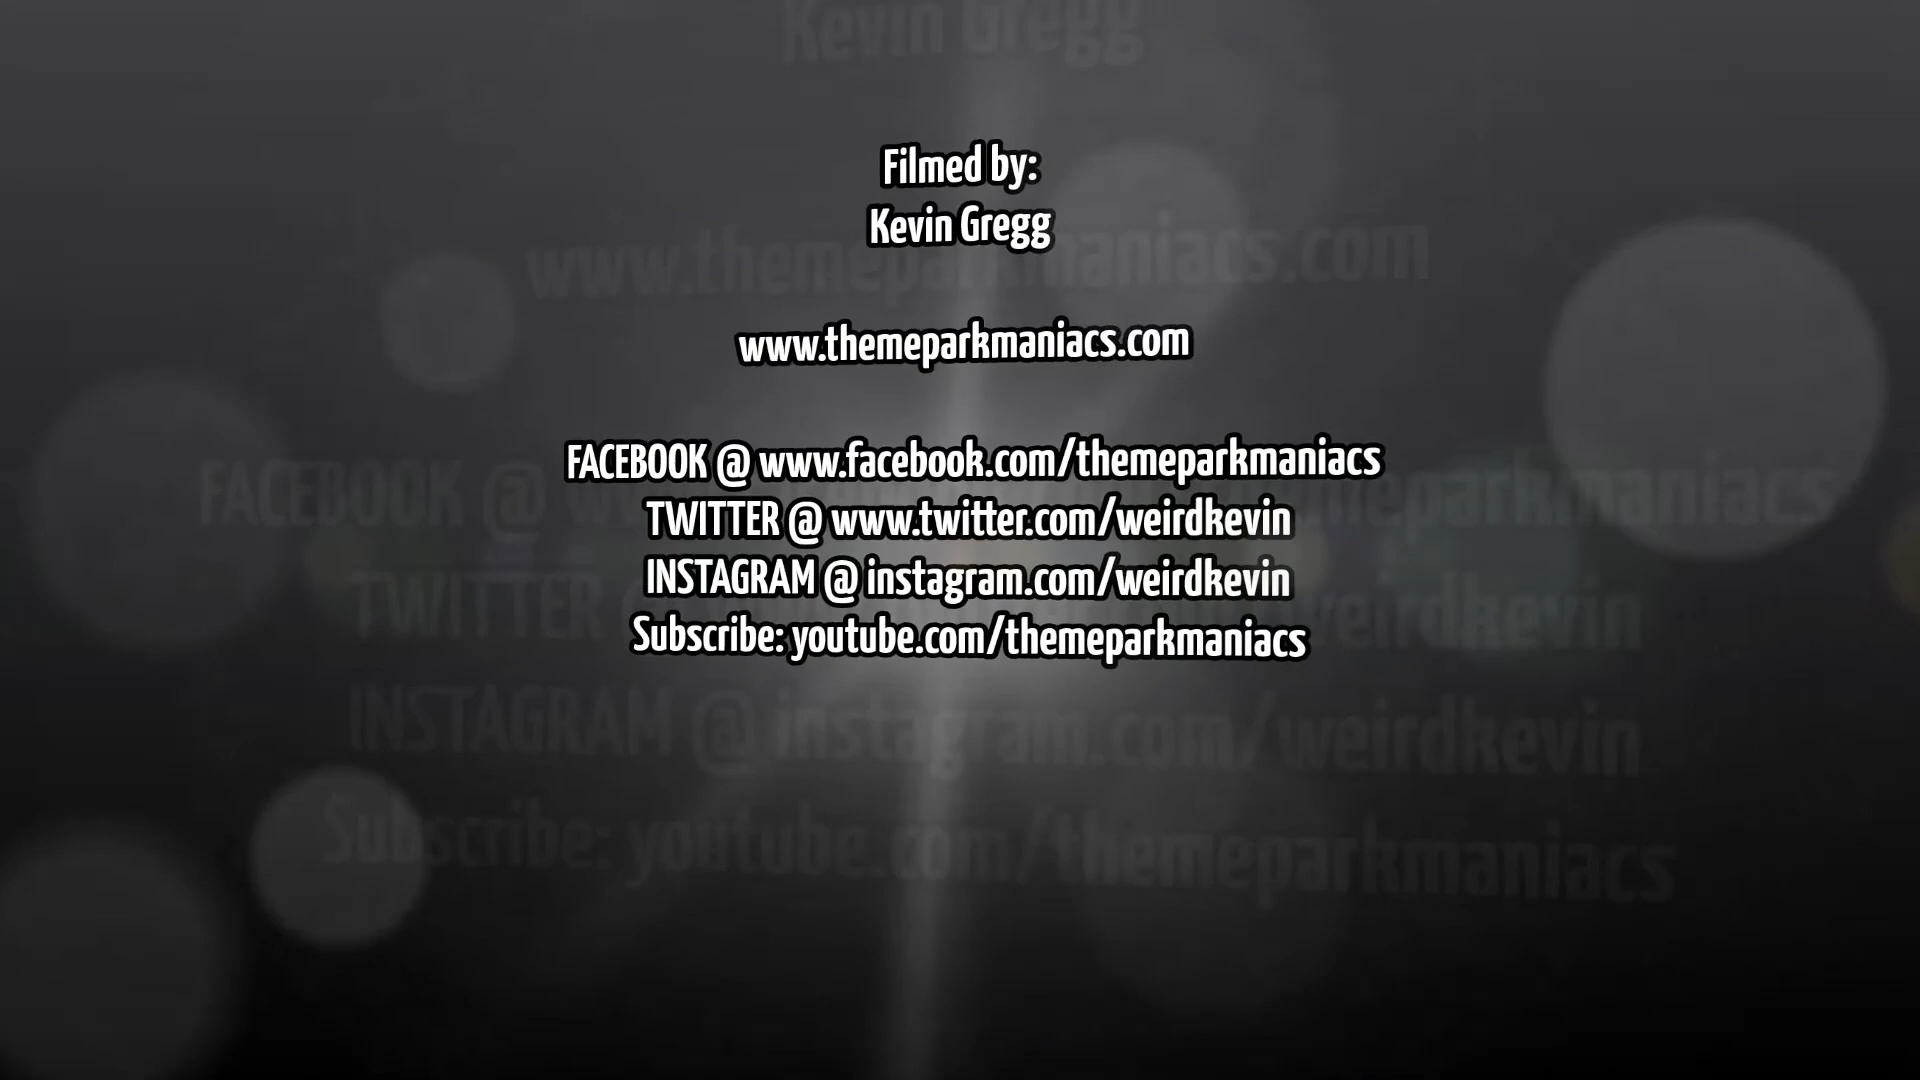 Filmed by:
Kevin Gregg
www.themeparkmaniacs.com
FACEBOOK @ www.facebook.com/themeparkmaniacs
TWITTER @ www.twitter.com/weirdkevin
INSTAGRAM @ instagram.com/weirdkevin
Subscribe: youtube.com/themeparkmaniacs